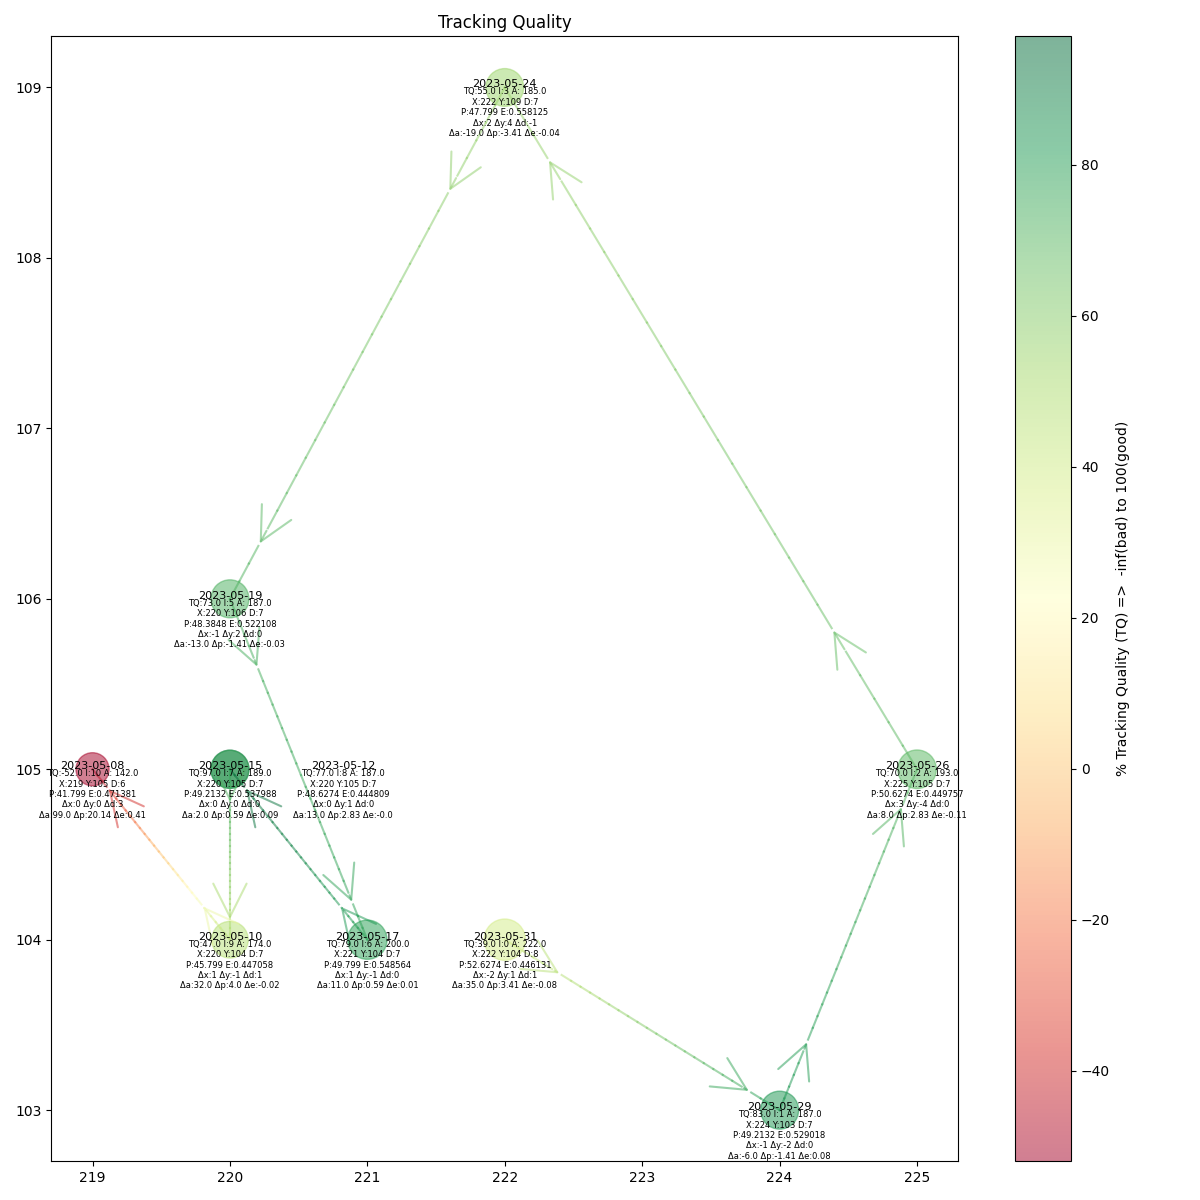 Tracking Quality
109
108
107
106
105
104
103
219
220
221
222
223
224
225
2023-05-24
TQ:55.0 I:3 A: 185.0
X:222 Y:109 D:7
P:47.799 E:0.558125
Δx:2 Δy:4 Δd:-1
Δa:-19.0 Δp:-3.41 Δe:-0.04
2023-05-19
TQ:73.0 I:5 A: 187.0
X:220 Y:106 D:7
P:48.3848 E:0.522108
Δx:-1 Δy:2 Δd:0
Δa:-13.0 Δp:-1.41 Δe:-0.03
2023-05-08
TQ:-52.0 I:10 A: 142.0
X:219 Y:105 D:6
P:41.799 E:0.471381
Δx:0 Δy:0 Δd:3
Δa:99.0 Δp:20.14 Δe:0.41
2023-05-15
TQ:97.0 I:7 A: 189.0
X:220 Y:105 D:7
P:49.2132 E:0.537988
Δx:0 Δy:0 Δd:0
Δa:2.0 Δp:0.59 Δe:0.09
2023-05-12
TQ:77.0 I:8 A: 187.0
X:220 Y:105 D:7
P:48.6274 E:0.444809
Δx:0 Δy:1 Δd:0
Δa:13.0 Δp:2.83 Δe:-0.0
2023-05-26
TQ:70.0 I:2 A: 193.0
X:225 Y:105 D:7
P:50.6274 E:0.449757
Δx:3 Δy:-4 Δd:0
Δa:8.0 Δp:2.83 Δe:-0.11
2023-05-10
TQ:47.0 I:9 A: 174.0
X:220 Y:104 D:7
P:45.799 E:0.447058
Δx:1 Δy:-1 Δd:1
Δa:32.0 Δp:4.0 Δe:-0.02
2023-05-17
TQ:79.0 I:6 A: 200.0
X:221 Y:104 D:7
P:49.799 E:0.548564
Δx:1 Δy:-1 Δd:0
Δa:11.0 Δp:0.59 Δe:0.01
2023-05-31
TQ:39.0 I:0 A: 222.0
X:222 Y:104 D:8
P:52.6274 E:0.446131
Δx:-2 Δy:1 Δd:1
Δa:35.0 Δp:3.41 Δe:-0.08
2023-05-29
TQ:83.0 I:1 A: 187.0
X:224 Y:103 D:7
P:49.2132 E:0.529018
Δx:-1 Δy:-2 Δd:0
Δa:-6.0 Δp:-1.41 Δe:0.08
80
60
40
20
0
−20
−40
% Tracking Quality (TQ) => -inf(bad) to 100(good)